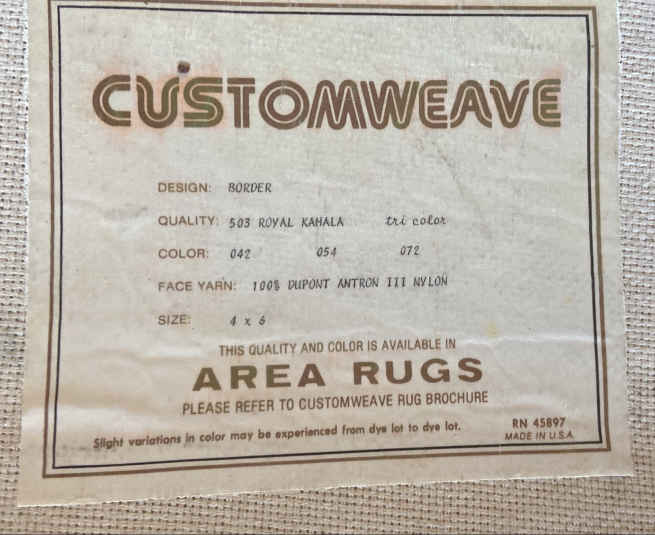 CUSTOMWEAVE
DESIGN: BORDER
QUALITY: 503 ROYAL KAHALA tri color
COLOR: 042 054 072
FACE YARN: 100% DUPONT ANTRON III NYLON
SIZE: 4 x 6
THIS QUALITY AND COLOR IS AVAILABLE IN
AREA RUGS
PLEASE REFER TO CUSTOMWEAVE RUG BROCHURE
Slight variations in color may be experienced from dye lot to dye lot.
RN 45897
MADE IN U.S.A.